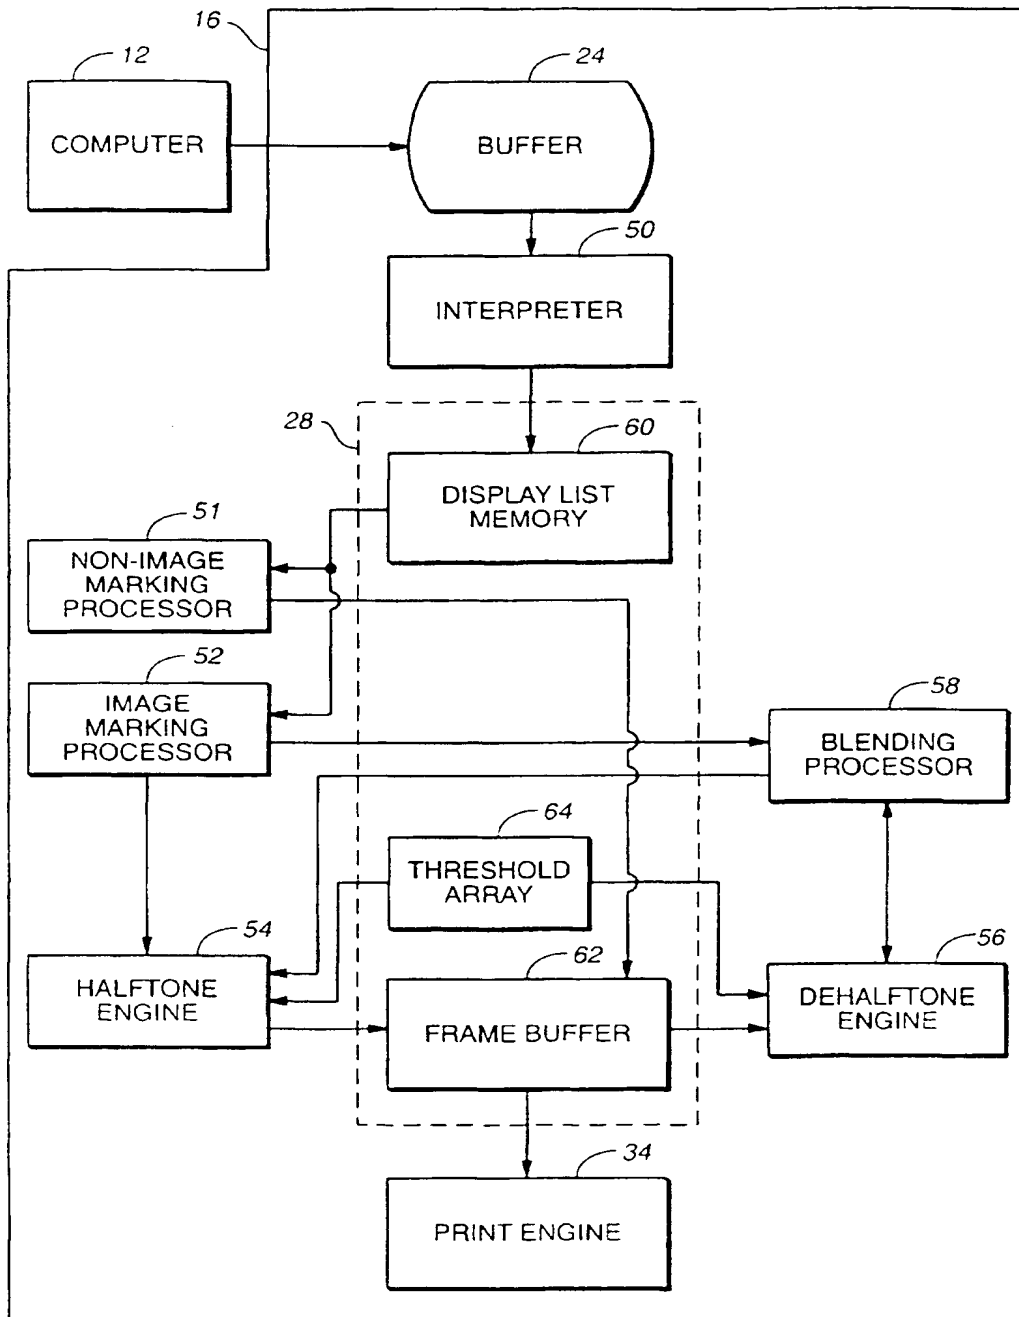 16
12
24
COMPUTER
BUFFER
50
INTERPRETER
28
60
DISPLAY LIST
MEMORY
51
NON-IMAGE
MARKING
PROCESSOR
52
IMAGE
MARKING
PROCESSOR
58
BLENDING
PROCESSOR
64
THRESHOLD
ARRAY
54
HALFTONE
ENGINE
62
FRAME BUFFER
56
DEHALFTONE
ENGINE
34
PRINT ENGINE